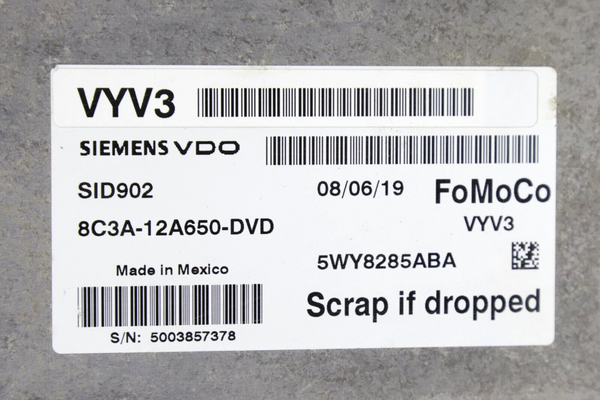 VYV3
SIEMENS VDO
SID902
08/06/19
FoMoCo
8C3A-12A650-DVD
VYV3
5WY8285ABA
Made in Mexico
Scrap if dropped
S/N: 5003857378